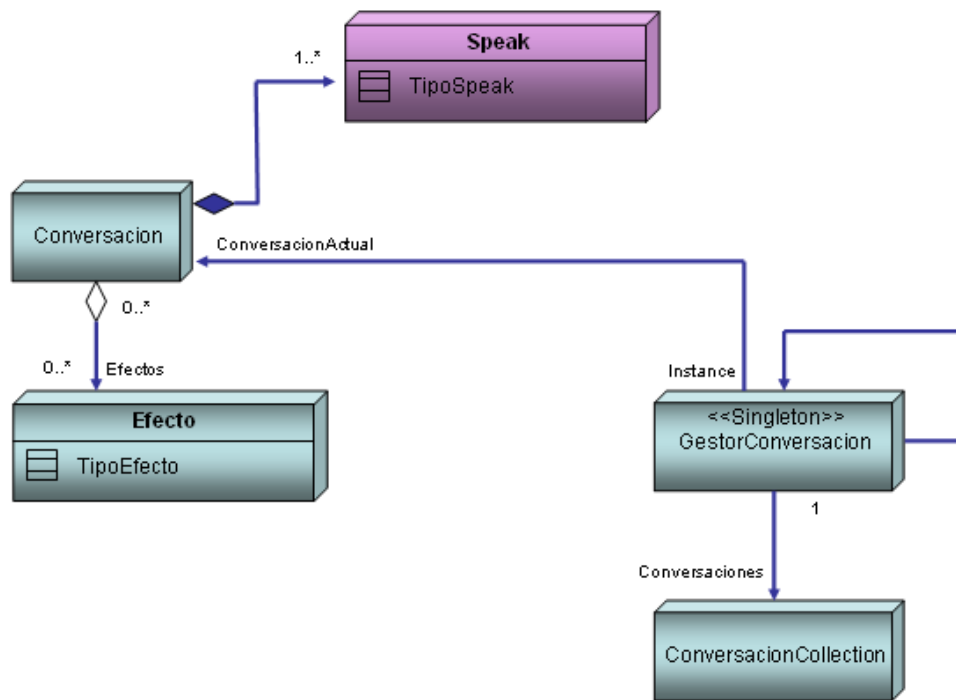 Speak
1..*
TipoSpeak
Conversacion
ConversacionActual
0..*
0..*
Efectos
Instance
Efecto
<<Singleton>>
GestorConversacion
TipoEfecto
1
Conversaciones
ConversacionCollection